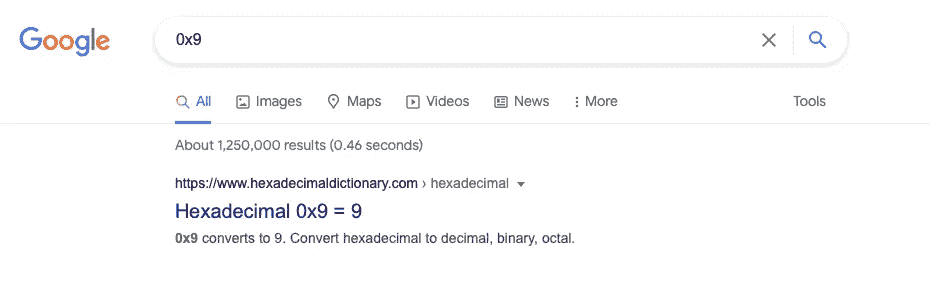 Google
0x9
All Images Maps Videos News More Tools
About 1,250,000 results (0.46 seconds)
https://www.hexadecimaldictionary.com › hexadecimal
Hexadecimal 0x9 = 9
0x9 converts to 9. Convert hexadecimal to decimal, binary, octal.